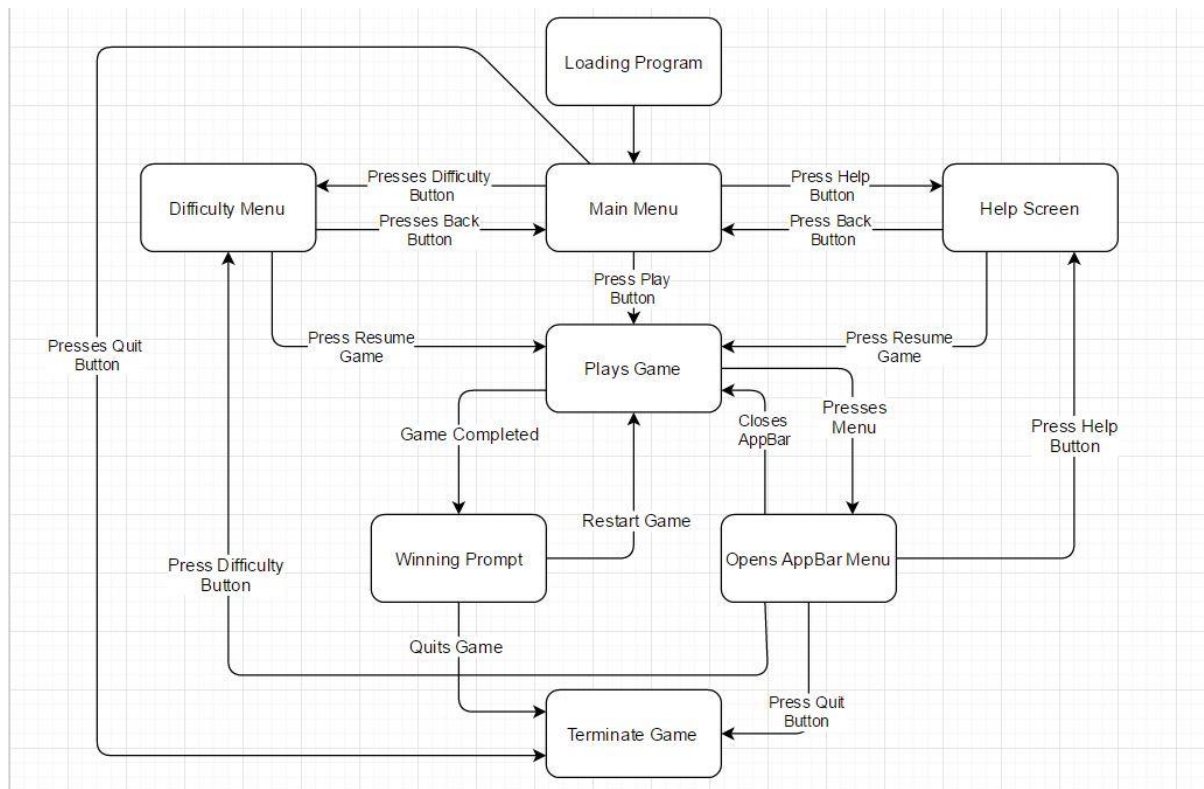 Loading Program
Presses Difficulty
Button
Press Help
Button
Difficulty Menu
Main Menu
Help Screen
Presses Back
Button
Press Back
Button
Press Play
Button
Presses Quit
Button
Press Resume
Game
Press Resume
Game
Plays Game
Game Completed
Closes
AppBar
Presses
Menu
Press Help
Button
Restart Game
Winning Prompt
Opens AppBar Menu
Press Difficulty
Button
Quits Game
Press Quit
Button
Terminate Game